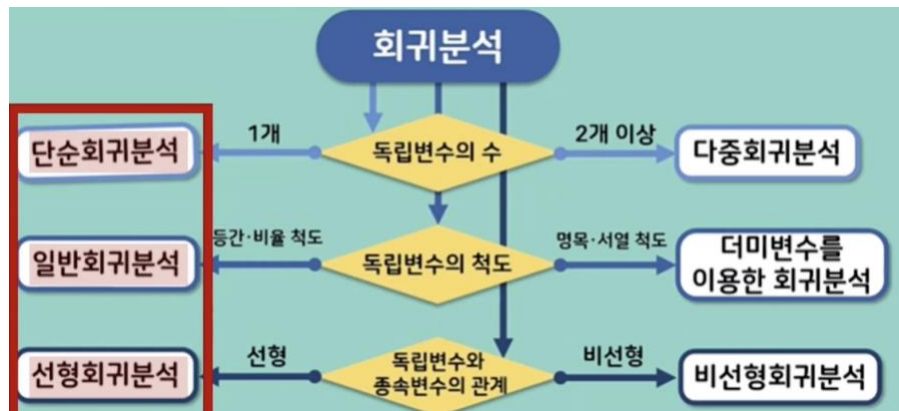 회귀분석
1개
2개 이상
단순회귀분석
독립변수의 수
다중회귀분석
등간·비율 척도
명목·서열 척도
일반회귀분석
독립변수의 척도
더미변수를
이용한 회귀분석
선형
비선형
선형회귀분석
독립변수와
종속변수의 관계
비선형회귀분석